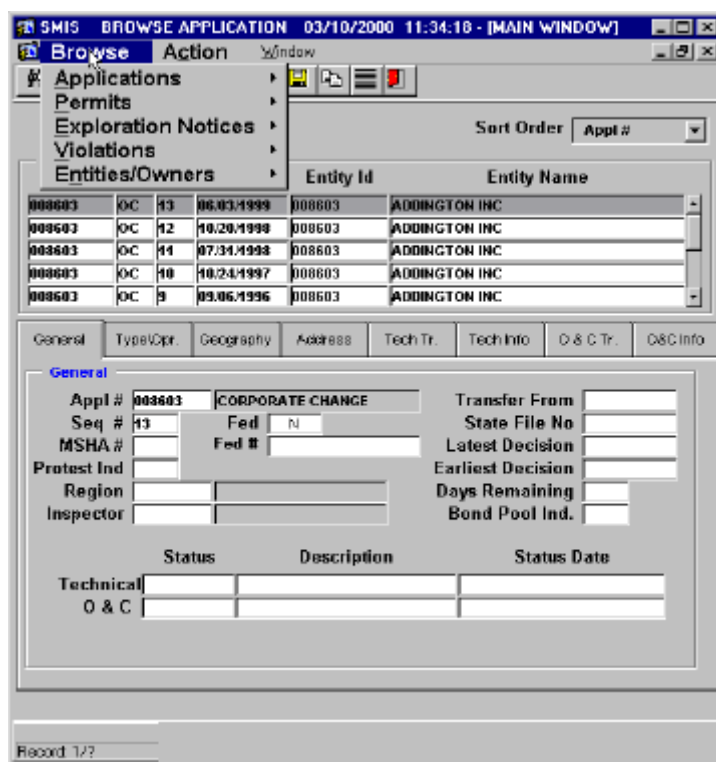 SMIS BROWSE APPLICATION 03/10/2000 11:34:18 - [MAIN WINDOW]
Browse Action Window
Applications
Permits
Exploration Notices
Violations
Entities/Owners
Sort Order Appl #
Entity Id Entity Name
008603 OC 13 06/03/1999 008603 ADDINGTON INC
008603 OC 12 10/20/1998 008603 ADDINGTON INC
008603 OC 11 07/31/1998 008603 ADDINGTON INC
008603 OC 10 10/24/1997 008603 ADDINGTON INC
008603 OC 9 09/06/1996 008603 ADDINGTON INC
General Type\Opr. Geography Address Tech Tr. Tech Info O & C Tr. O&C Info
General
Appl # 008603 CORPORATE CHANGE Transfer From
Seq # 13 Fed N State File No
MSHA # Fed # Latest Decision
Protest Ind Earliest Decision
Region Days Remaining
Inspector Bond Pool Ind.
Status Description Status Date
Technical
O & C
Record: 1/?